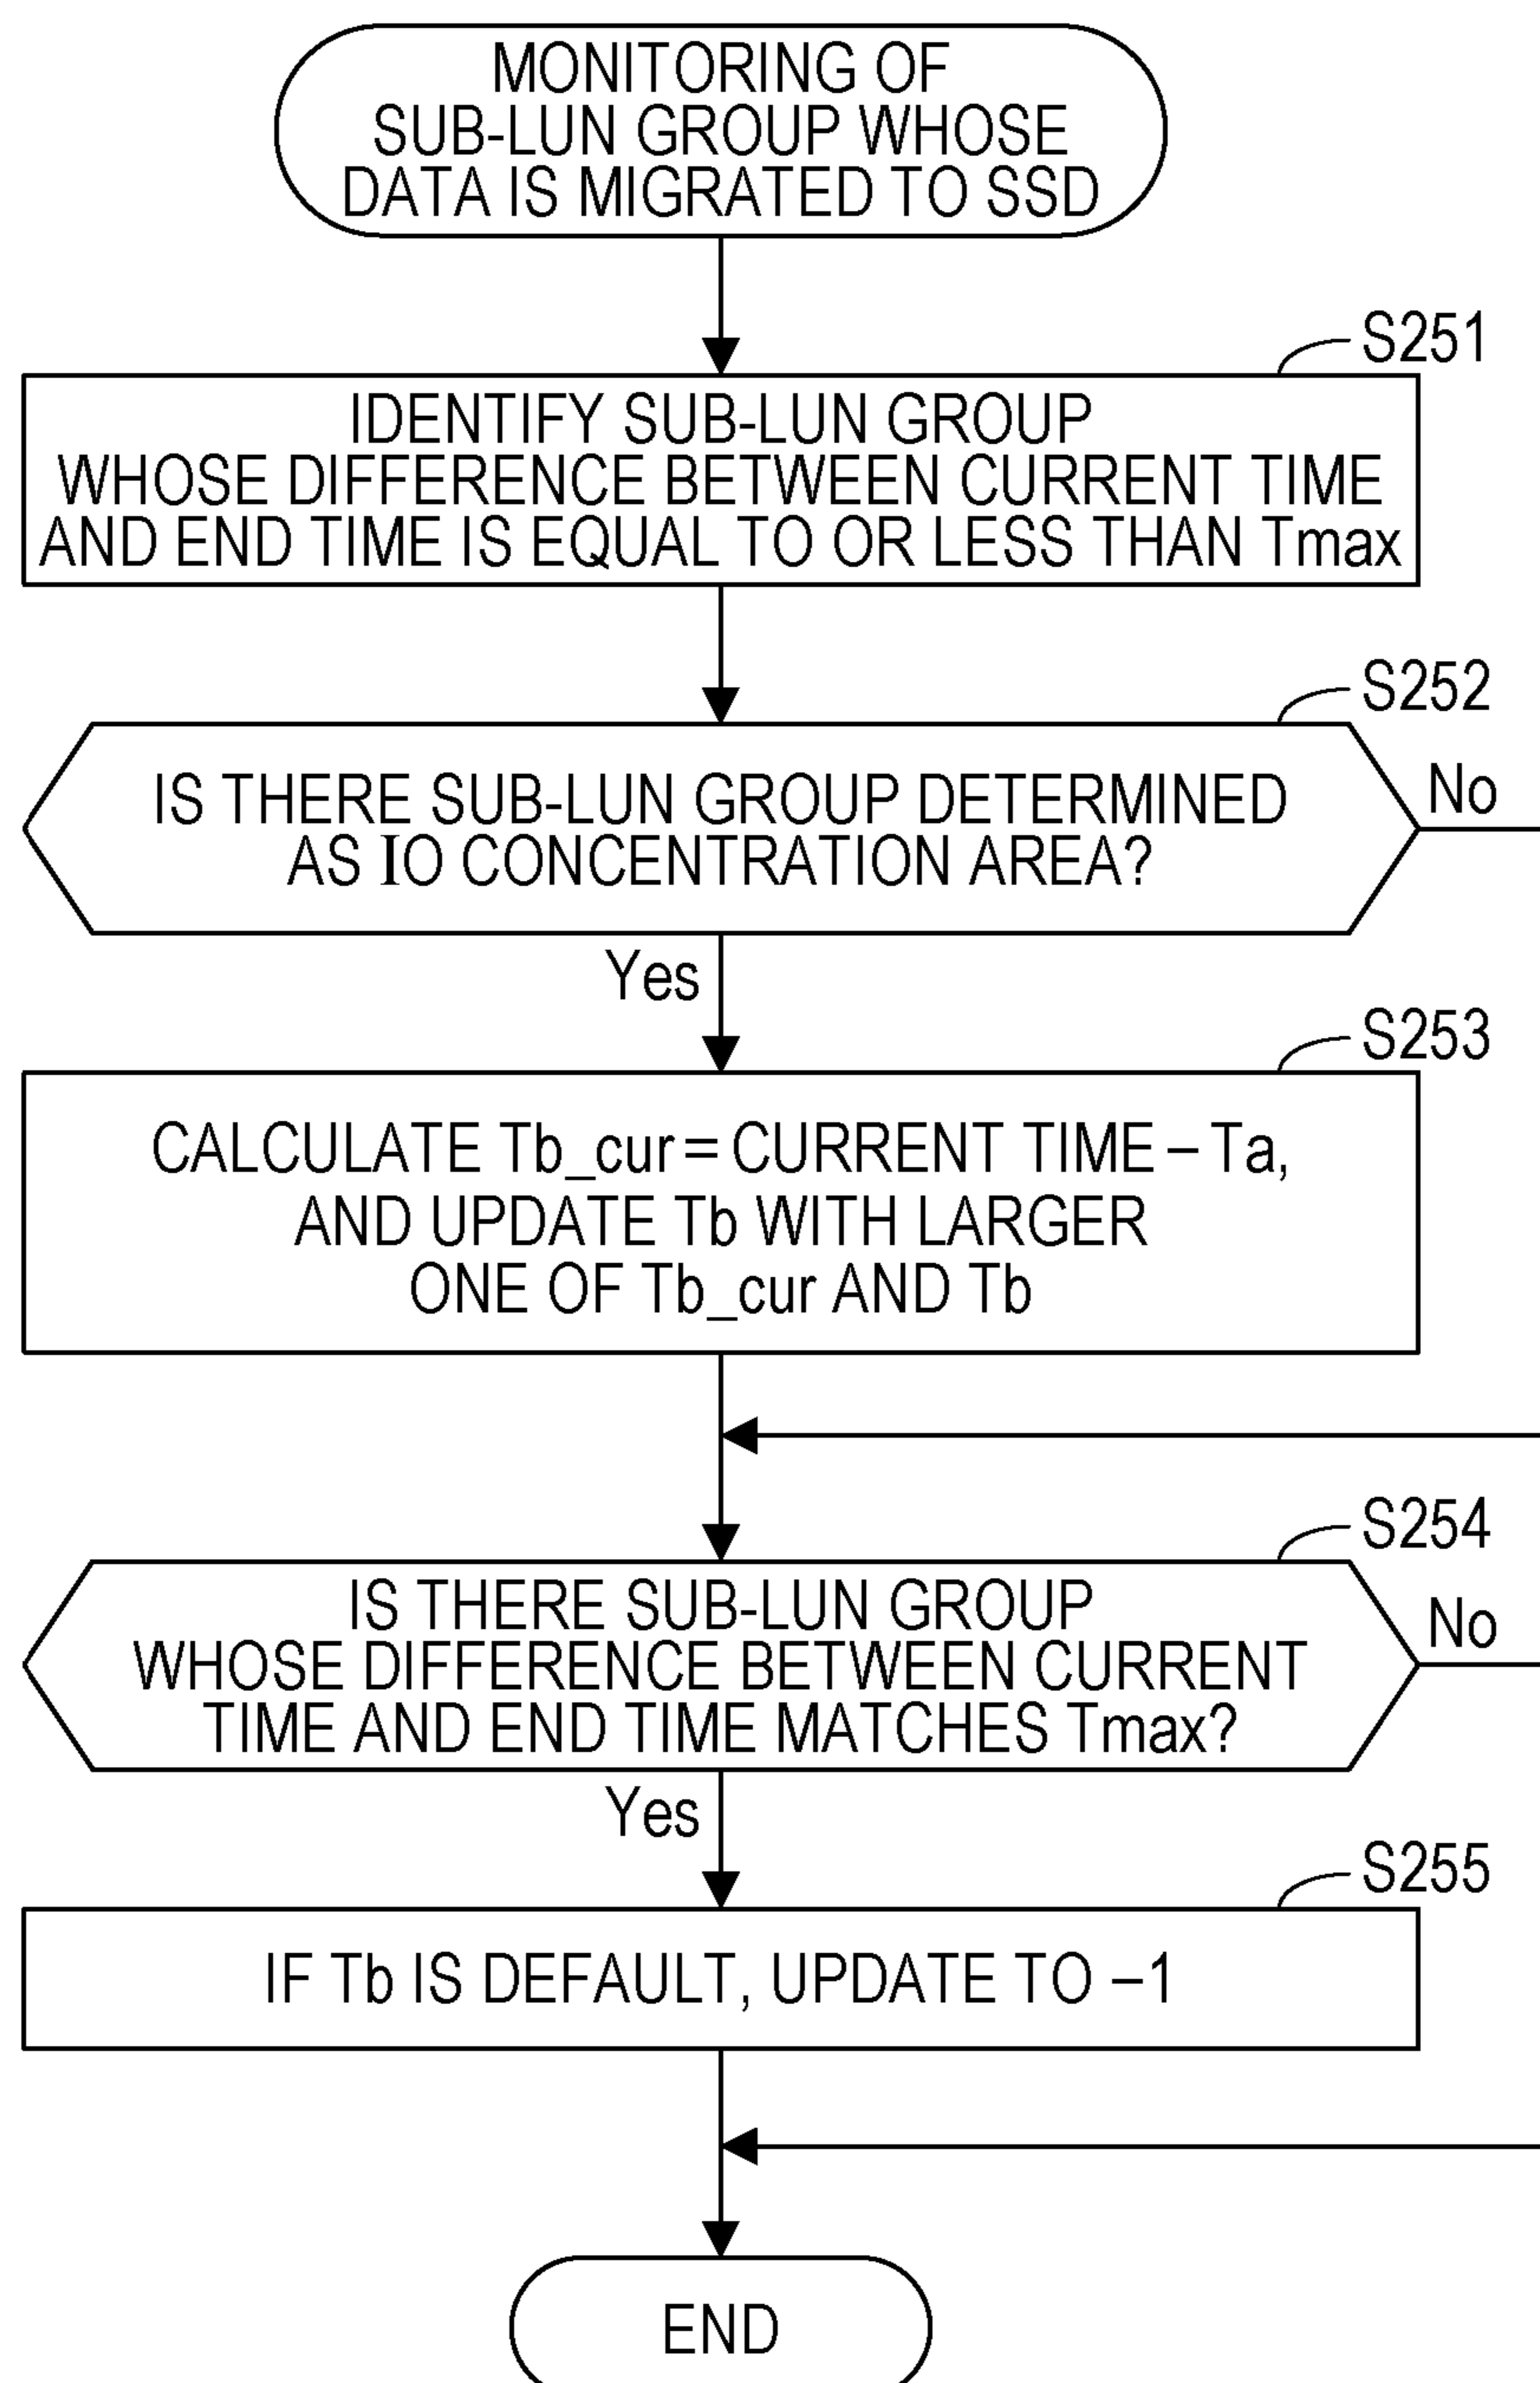 MONITORING OF
SUB-LUN GROUP WHOSE
DATA IS MIGRATED TO SSD
S251
IDENTIFY SUB-LUN GROUP
WHOSE DIFFERENCE BETWEEN CURRENT TIME
AND END TIME IS EQUAL TO OR LESS THAN Tmax
S252
IS THERE SUB-LUN GROUP DETERMINED
AS IO CONCENTRATION AREA?
No
Yes
S253
CALCULATE Tb_cur = CURRENT TIME – Ta,
AND UPDATE Tb WITH LARGER
ONE OF Tb_cur AND Tb
S254
IS THERE SUB-LUN GROUP
WHOSE DIFFERENCE BETWEEN CURRENT
TIME AND END TIME MATCHES Tmax?
No
Yes
S255
IF Tb IS DEFAULT, UPDATE TO –1
END